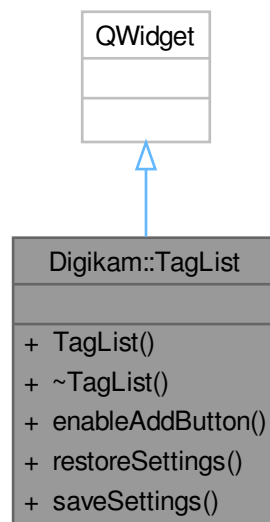 QWidget
Digikam::TagList
+ TagList()
+ ~TagList()
+ enableAddButton()
+ restoreSettings()
+ saveSettings()